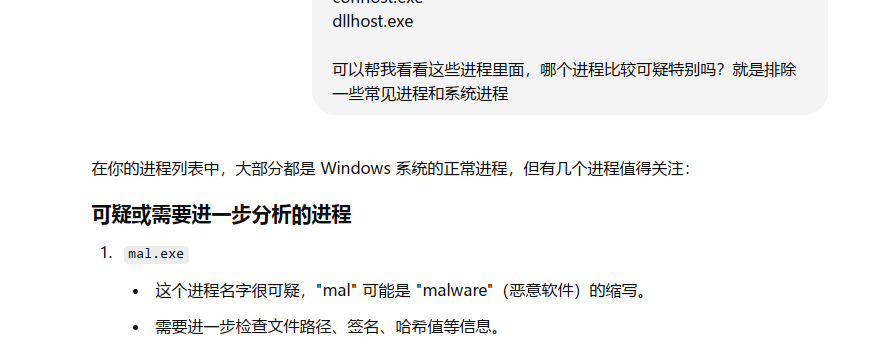 conhost.exe
dllhost.exe
可以帮我看看这些进程里面，哪个进程比较可疑特别吗？就是排除
一些常见进程和系统进程
在你的进程列表中，大部分都是 Windows 系统的正常进程，但有几个进程值得关注：
可疑或需要进一步分析的进程
1. mal.exe
• 这个进程名字很可疑，"mal" 可能是 "malware"（恶意软件）的缩写。
• 需要进一步检查文件路径、签名、哈希值等信息。